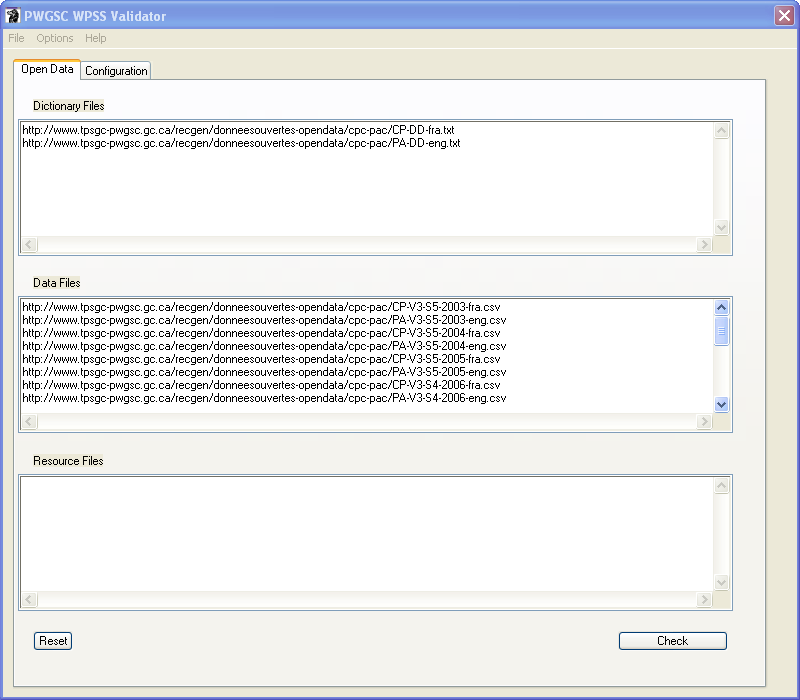 PWGSC WPSS Validator
File Options Help
Open Data Configuration
Dictionary Files
http://www.tpsgc-pwgsc.gc.ca/recgen/donneesouvertes-opendata/cpc-pac/CP-DD-fra.txt
http://www.tpsgc-pwgsc.gc.ca/recgen/donneesouvertes-opendata/cpc-pac/PA-DD-eng.txt
Data Files
http://www.tpsgc-pwgsc.gc.ca/recgen/donneesouvertes-opendata/cpc-pac/CP-V3-S5-2003-fra.csv
http://www.tpsgc-pwgsc.gc.ca/recgen/donneesouvertes-opendata/cpc-pac/PA-V3-S5-2003-eng.csv
http://www.tpsgc-pwgsc.gc.ca/recgen/donneesouvertes-opendata/cpc-pac/CP-V3-S5-2004-fra.csv
http://www.tpsgc-pwgsc.gc.ca/recgen/donneesouvertes-opendata/cpc-pac/PA-V3-S5-2004-eng.csv
http://www.tpsgc-pwgsc.gc.ca/recgen/donneesouvertes-opendata/cpc-pac/CP-V3-S5-2005-fra.csv
http://www.tpsgc-pwgsc.gc.ca/recgen/donneesouvertes-opendata/cpc-pac/PA-V3-S5-2005-eng.csv
http://www.tpsgc-pwgsc.gc.ca/recgen/donneesouvertes-opendata/cpc-pac/CP-V3-S4-2006-fra.csv
http://www.tpsgc-pwgsc.gc.ca/recgen/donneesouvertes-opendata/cpc-pac/PA-V3-S4-2006-eng.csv
Resource Files
Reset Check